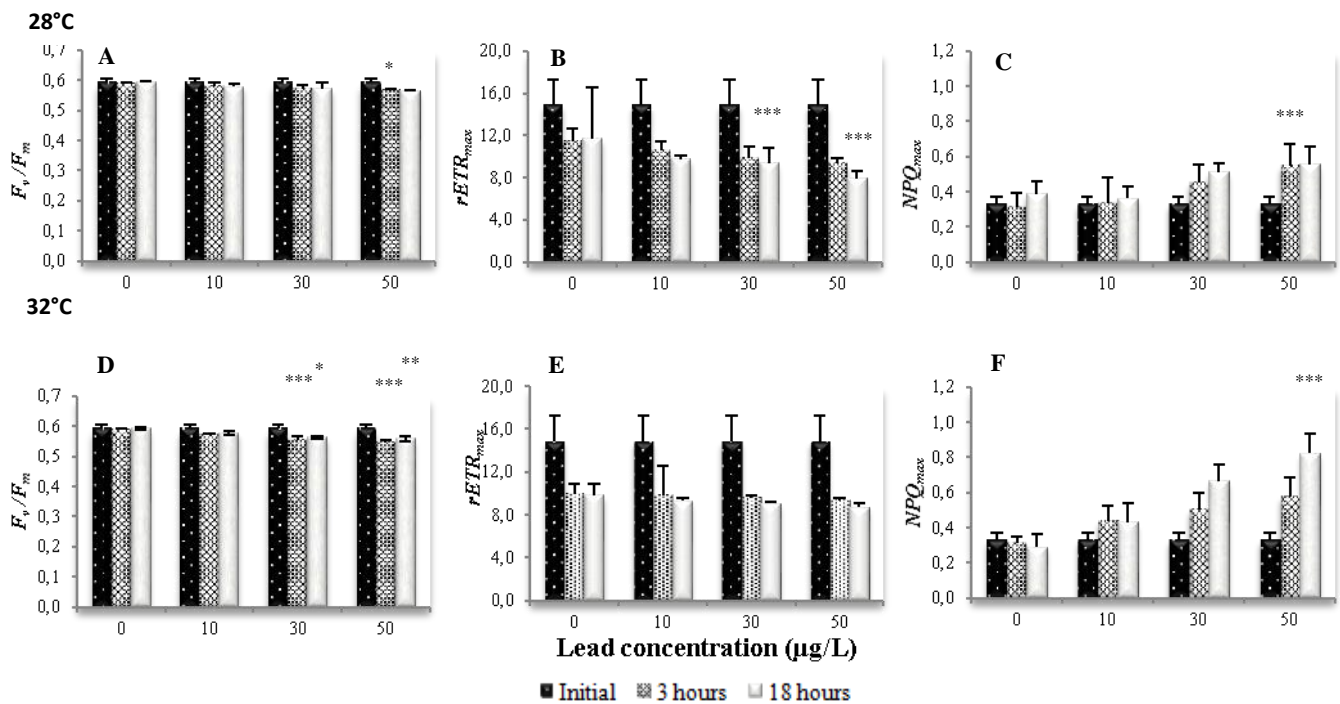 28°C
A
*
0,7
0,6
0,5
0,4
0,3
0,2
0,1
0,0
Fv/Fm
0 10 30 50
B
***
***
20,0
16,0
12,0
8,0
4,0
0,0
rETRmax
0 10 30 50
C
***
1,2
1,0
0,8
0,6
0,4
0,2
0,0
NPQmax
0 10 30 50
32°C
D
*** *
*** **
0,7
0,6
0,5
0,4
0,3
0,2
0,1
0,0
Fv/Fm
0 10 30 50
E
20,0
16,0
12,0
8,0
4,0
0,0
rETRmax
0 10 30 50
F
***
1,2
1,0
0,8
0,6
0,4
0,2
0,0
NPQmax
0 10 30 50
Lead concentration (µg/L)
Initial 3 hours 18 hours